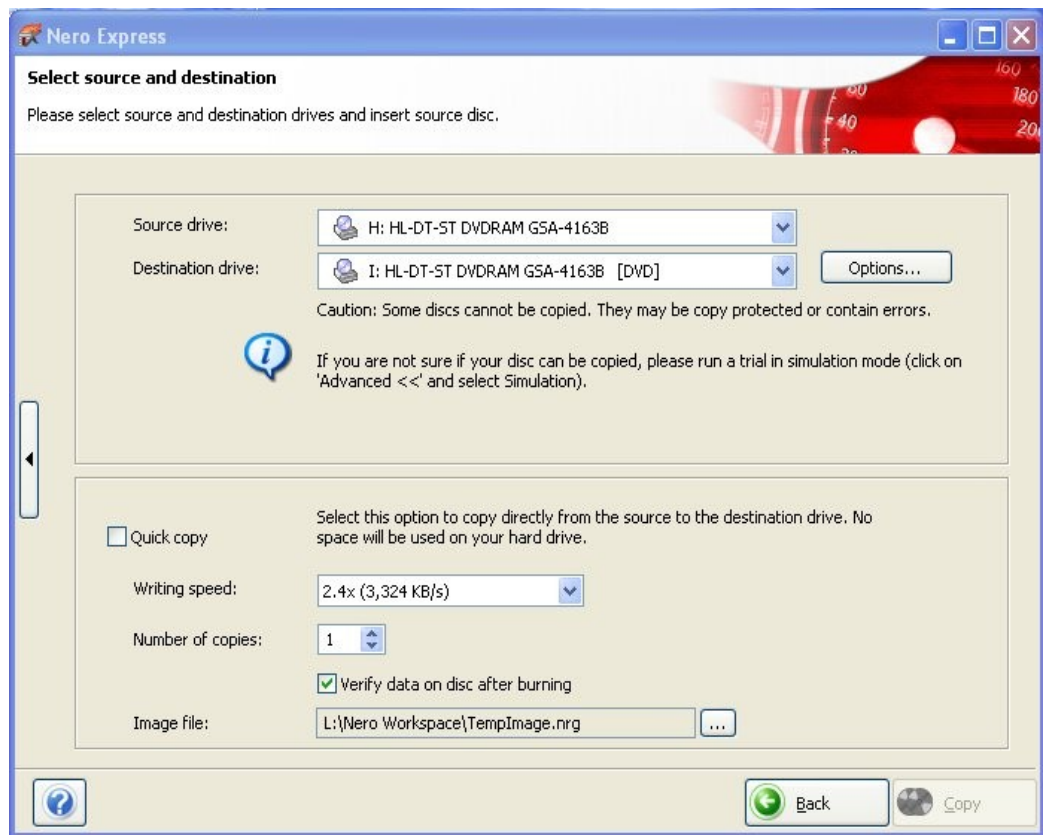 Nero Express
Select source and destination
Please select source and destination drives and insert source disc.
160
180
200
60
40
20
Source drive:
H: HL-DT-ST DVDRAM GSA-4163B
Destination drive:
I: HL-DT-ST DVDRAM GSA-4163B [DVD]
Options...
Caution: Some discs cannot be copied. They may be copy protected or contain errors.
If you are not sure if your disc can be copied, please run a trial in simulation mode (click on
'Advanced <<' and select Simulation).
Quick copy
Select this option to copy directly from the source to the destination drive. No
space will be used on your hard drive.
Writing speed:
2.4x (3,324 KB/s)
Number of copies:
1
Verify data on disc after burning
Image file:
L:\Nero Workspace\TempImage.nrg
...
Back
Copy